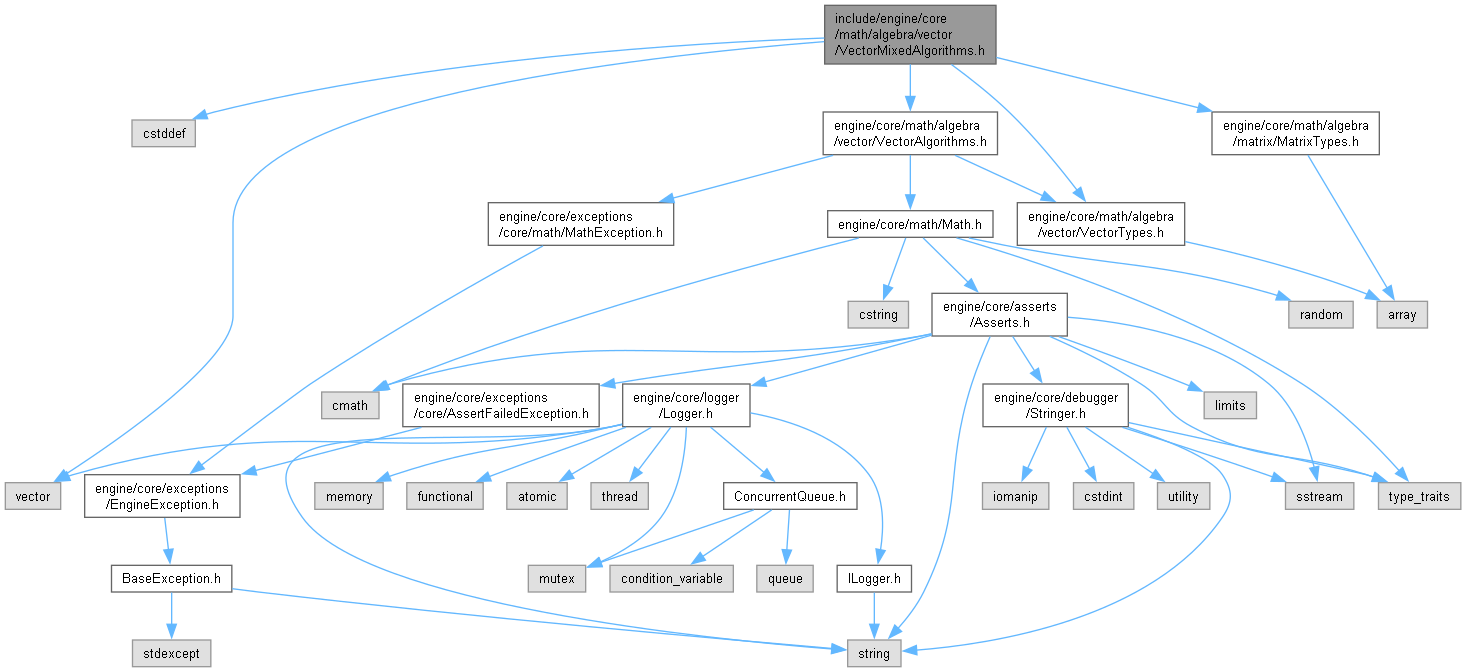 include/engine/core
/math/algebra/vector
/VectorMixedAlgorithms.h
cstddef
engine/core/math/algebra
/vector/VectorAlgorithms.h
engine/core/math/algebra
/matrix/MatrixTypes.h
engine/core/exceptions
/core/math/MathException.h
engine/core/math/Math.h
engine/core/math/algebra
/vector/VectorTypes.h
cstring
engine/core/asserts
/Asserts.h
random
array
cmath
engine/core/exceptions
/core/AssertFailedException.h
engine/core/logger
/Logger.h
engine/core/debugger
/Stringer.h
limits
vector
engine/core/exceptions
/EngineException.h
memory
functional
atomic
thread
ConcurrentQueue.h
iomanip
cstdint
utility
sstream
type_traits
BaseException.h
mutex
condition_variable
queue
ILogger.h
stdexcept
string